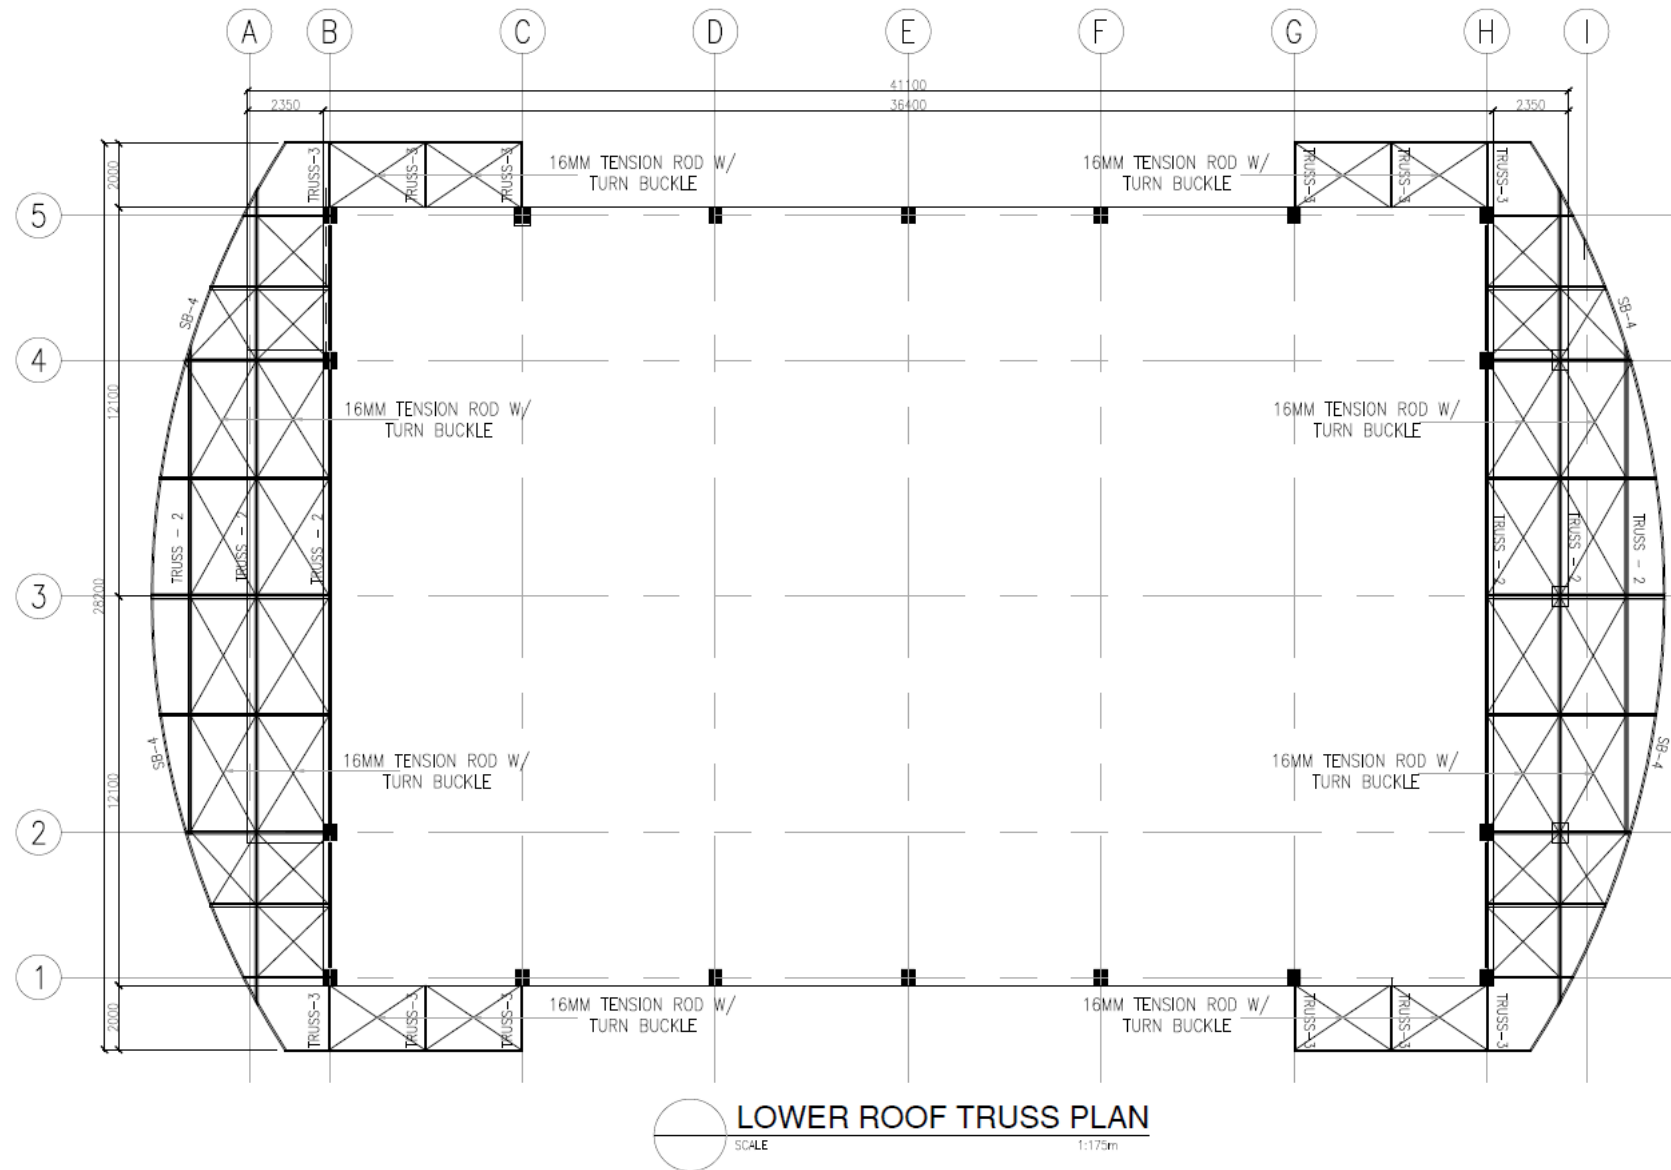 A B C D E F G H I
41100
2350 36400 2350
2000
TRUSS-3 TRUSS-3 TRUSS-3
16MM TENSION ROD W/
TURN BUCKLE
16MM TENSION ROD W/
TURN BUCKLE
TRUSS-3 TRUSS-3 TRUSS-3
5
SB-4
SB-4
4
12100
16MM TENSION ROD W/
TURN BUCKLE
16MM TENSION ROD W/
TURN BUCKLE
TRUSS - 2 TRUSS - 2 TRUSS - 2
TRUSS - 2 TRUSS - 2 TRUSS - 2
3
28200
SB-4
SB-4
16MM TENSION ROD W/
TURN BUCKLE
16MM TENSION ROD W/
TURN BUCKLE
12100
2
1
2000
TRUSS-3 TRUSS-3 TRUSS-3
16MM TENSION ROD W/
TURN BUCKLE
16MM TENSION ROD W/
TURN BUCKLE
TRUSS-3 TRUSS-3 TRUSS-3
LOWER ROOF TRUSS PLAN
SCALE 1:175m